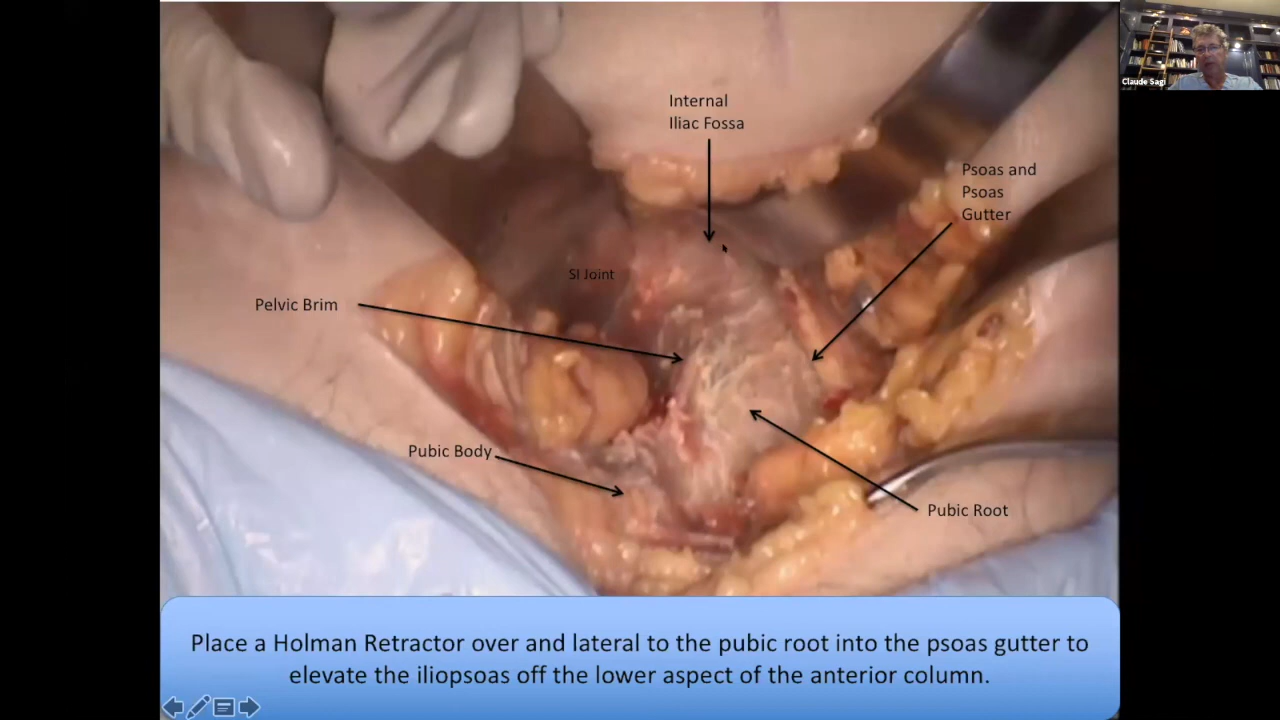 Claude Sagi
Internal
Iliac Fossa
Psoas and
Psoas
Gutter
SI Joint
Pelvic Brim
Pubic Body
Pubic Root
Place a Holman Retractor over and lateral to the pubic root into the psoas gutter to
elevate the iliopsoas off the lower aspect of the anterior column.